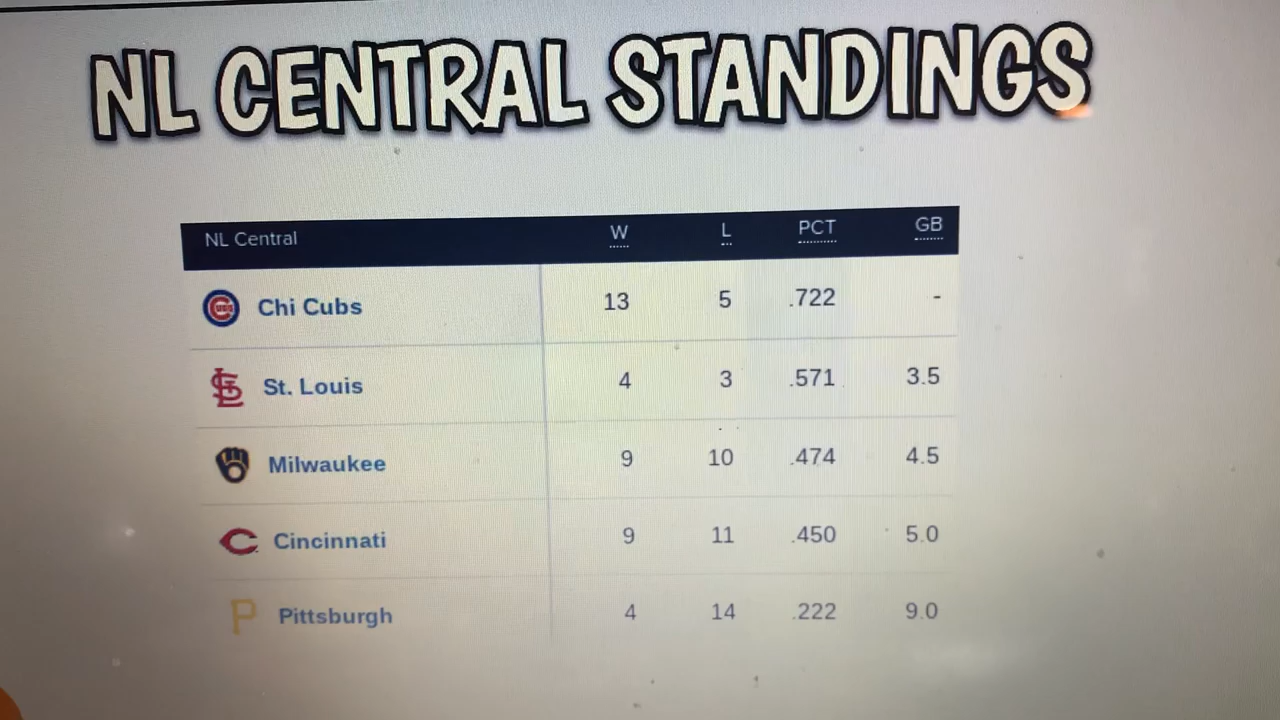 NL CENTRAL STANDINGS
NL Central W L PCT GB
Chi Cubs 13 5 .722 -
St. Louis 4 3 .571 3.5
Milwaukee 9 10 .474 4.5
Cincinnati 9 11 .450 5.0
Pittsburgh 4 14 .222 9.0